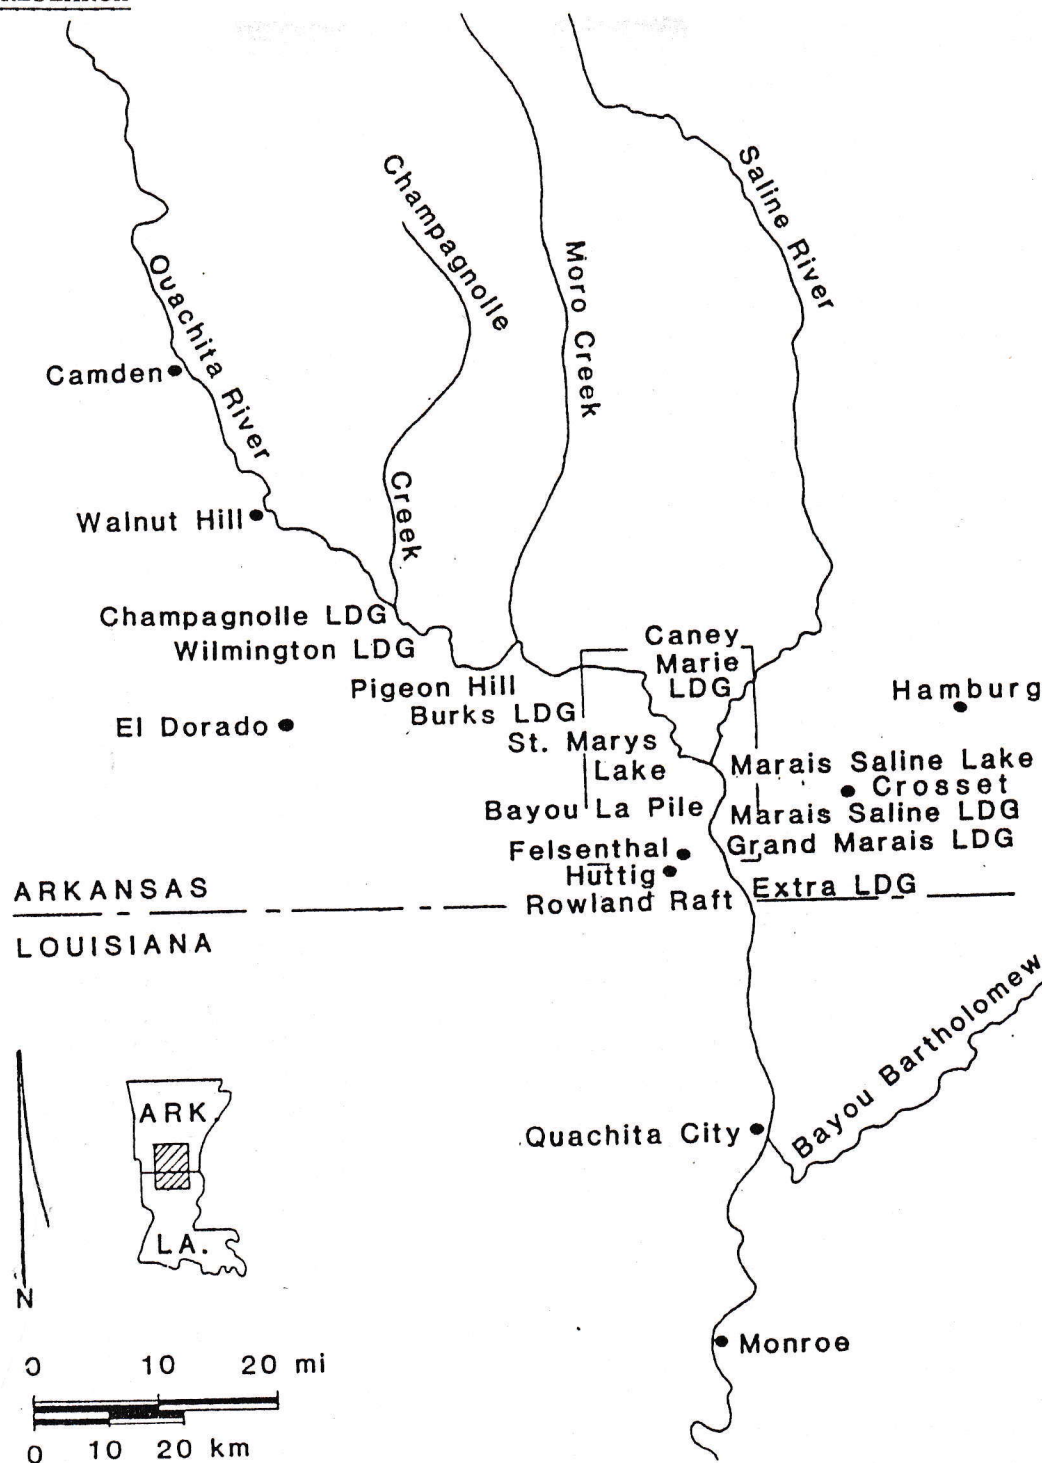 Champagnolle
Creek
Saline River
Moro Creek
Ouachita River
Camden
Walnut Hill
Champagnolle LDG
Wilmington LDG
Caney
Marie
LDG
Pigeon Hill
Hamburg
Burks LDG
El Dorado
St. Marys
Lake
Marais Saline Lake
Crosset
Bayou La Pile
Marais Saline LDG
Felsenthal
Grand Marais LDG
Huttig
Extra LDG
ARKANSAS
Rowland Raft
LOUISIANA
Bayou Bartholomew
ARK.
Quachita City
LA.
N
Monroe
0 10 20 mi
0 10 20 km